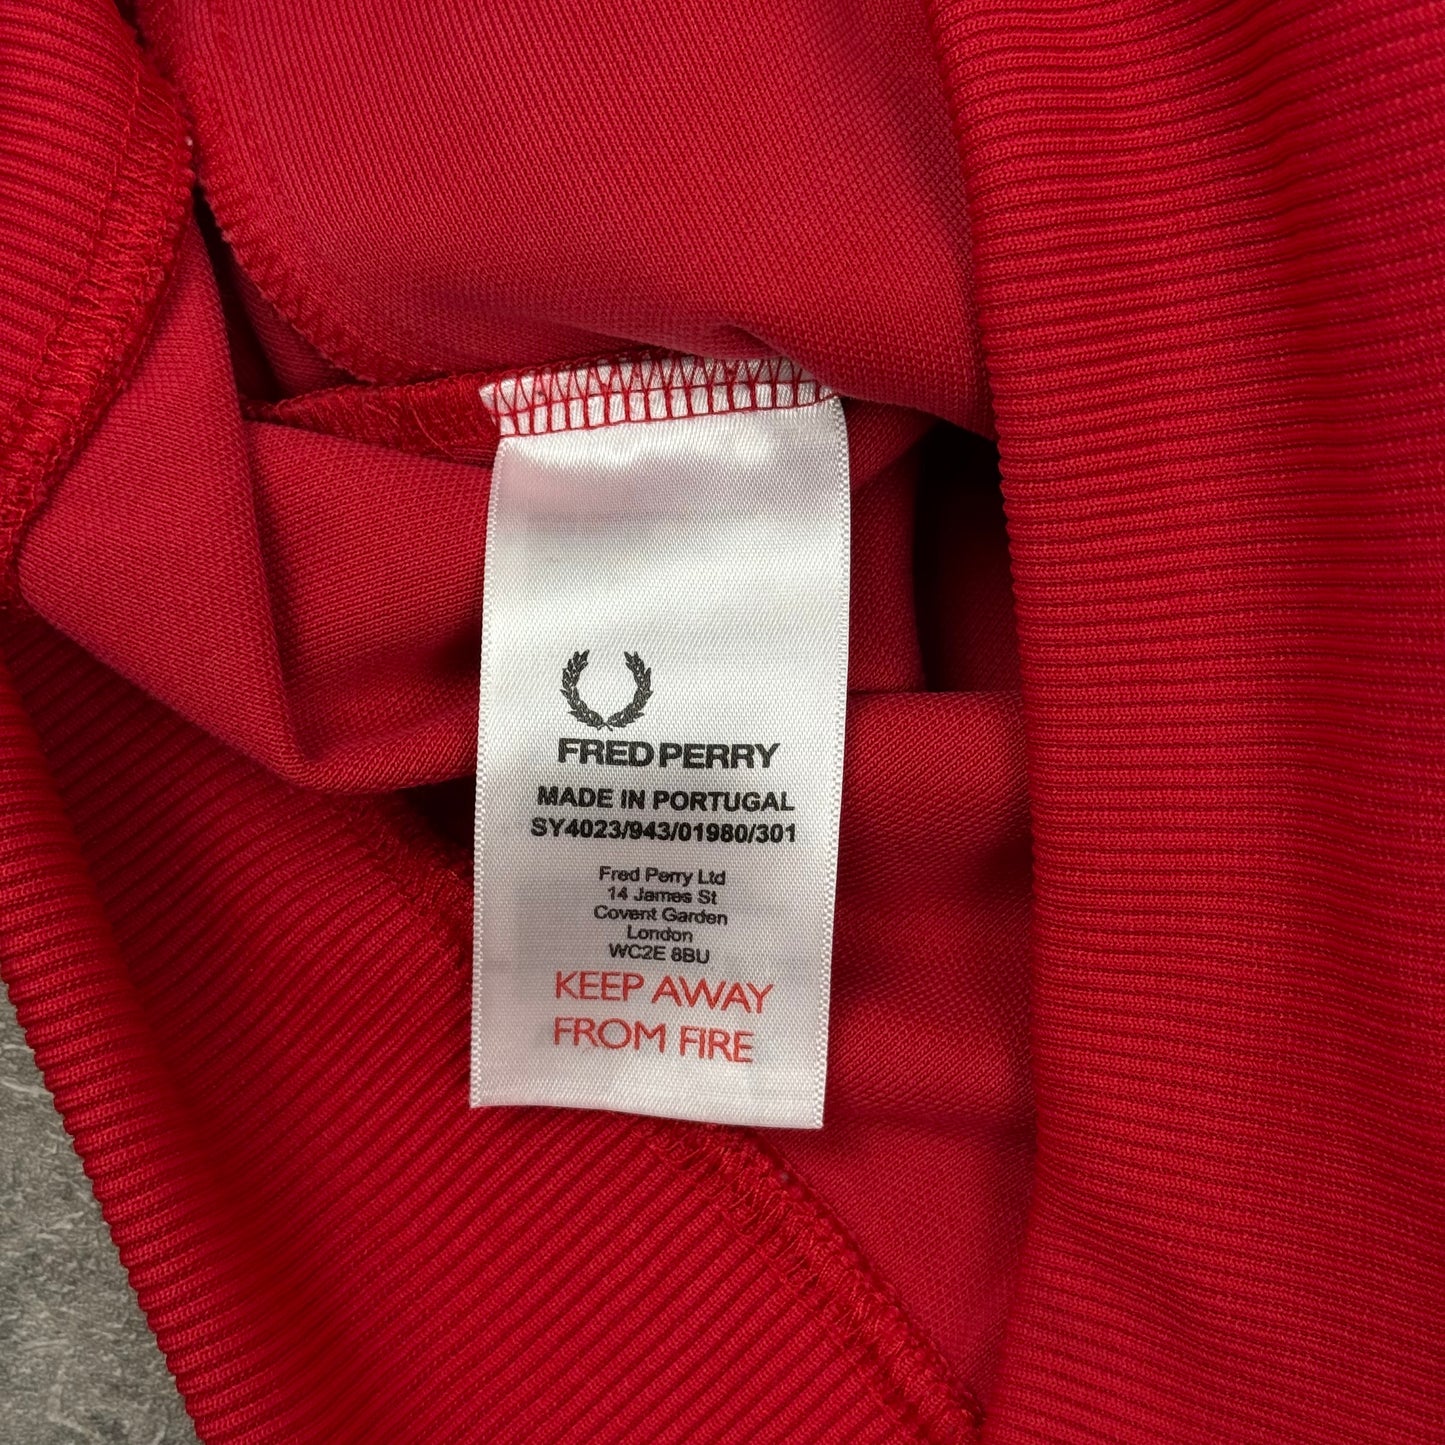 FRED PERRY
MADE IN PORTUGAL
SY4023/943/01980/301
Fred Perry Ltd
14 James St
Covent Garden
London
WC2E 8BU
KEEP AWAY
FROM FIRE